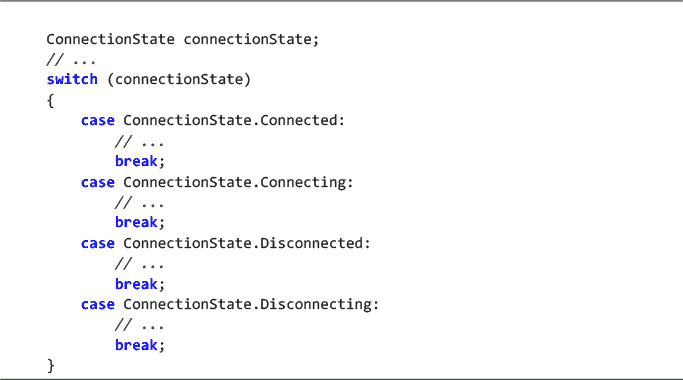 ConnectionState connectionState;
// ...
switch (connectionState)
{
    case ConnectionState.Connected:
        // ...
        break;
    case ConnectionState.Connecting:
        // ...
        break;
    case ConnectionState.Disconnected:
        // ...
        break;
    case ConnectionState.Disconnecting:
        // ...
        break;
}